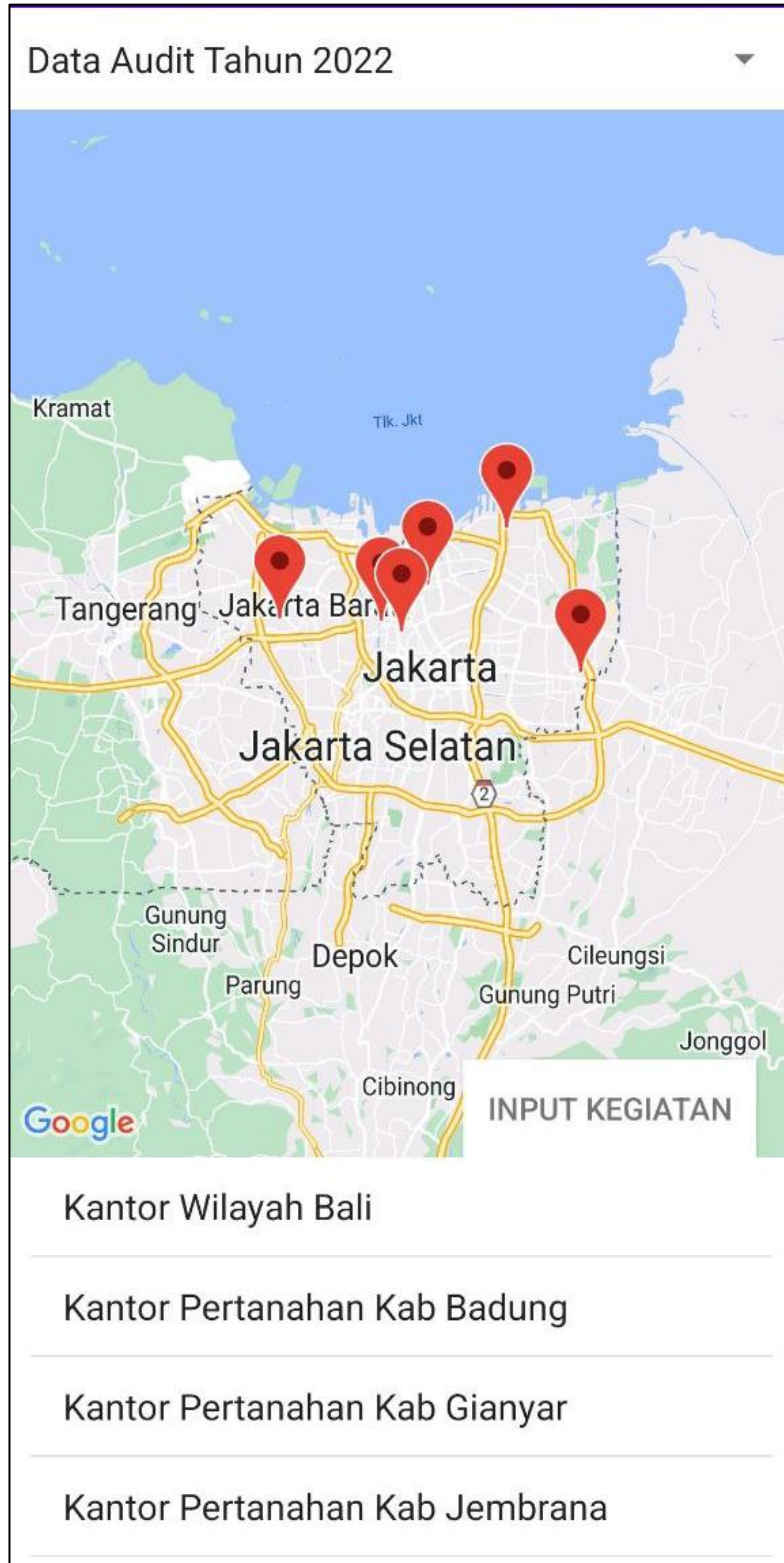 Data Audit Tahun 2022
Kramat
Tlk. Jkt
Tangerang
Jakarta Bara
Jakarta
Jakarta Selatan
2
Gunung
Sindur
Depok
Cileungsi
Parung
Gunung Putri
Jonggol
Cibinong
INPUT KEGIATAN
Google
Kantor Wilayah Bali
Kantor Pertanahan Kab Badung
Kantor Pertanahan Kab Gianyar
Kantor Pertanahan Kab Jembrana